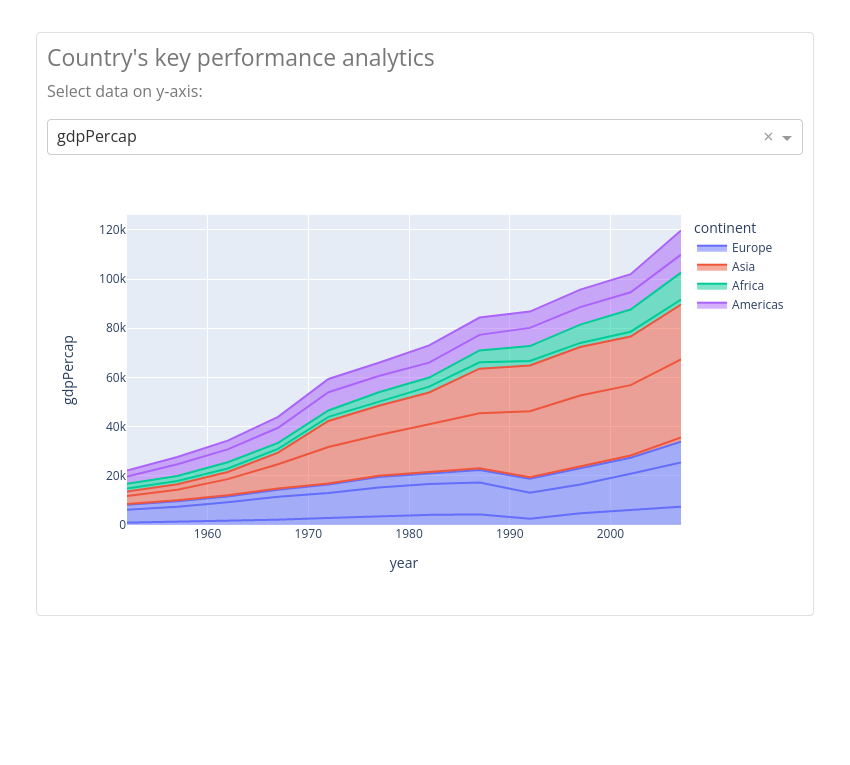 Country's key performance analytics
Select data on y-axis:
gdpPercap
×
120k
100k
80k
60k
40k
20k
0
gdpPercap
1960
1970
1980
1990
2000
year
continent
Europe
Asia
Africa
Americas